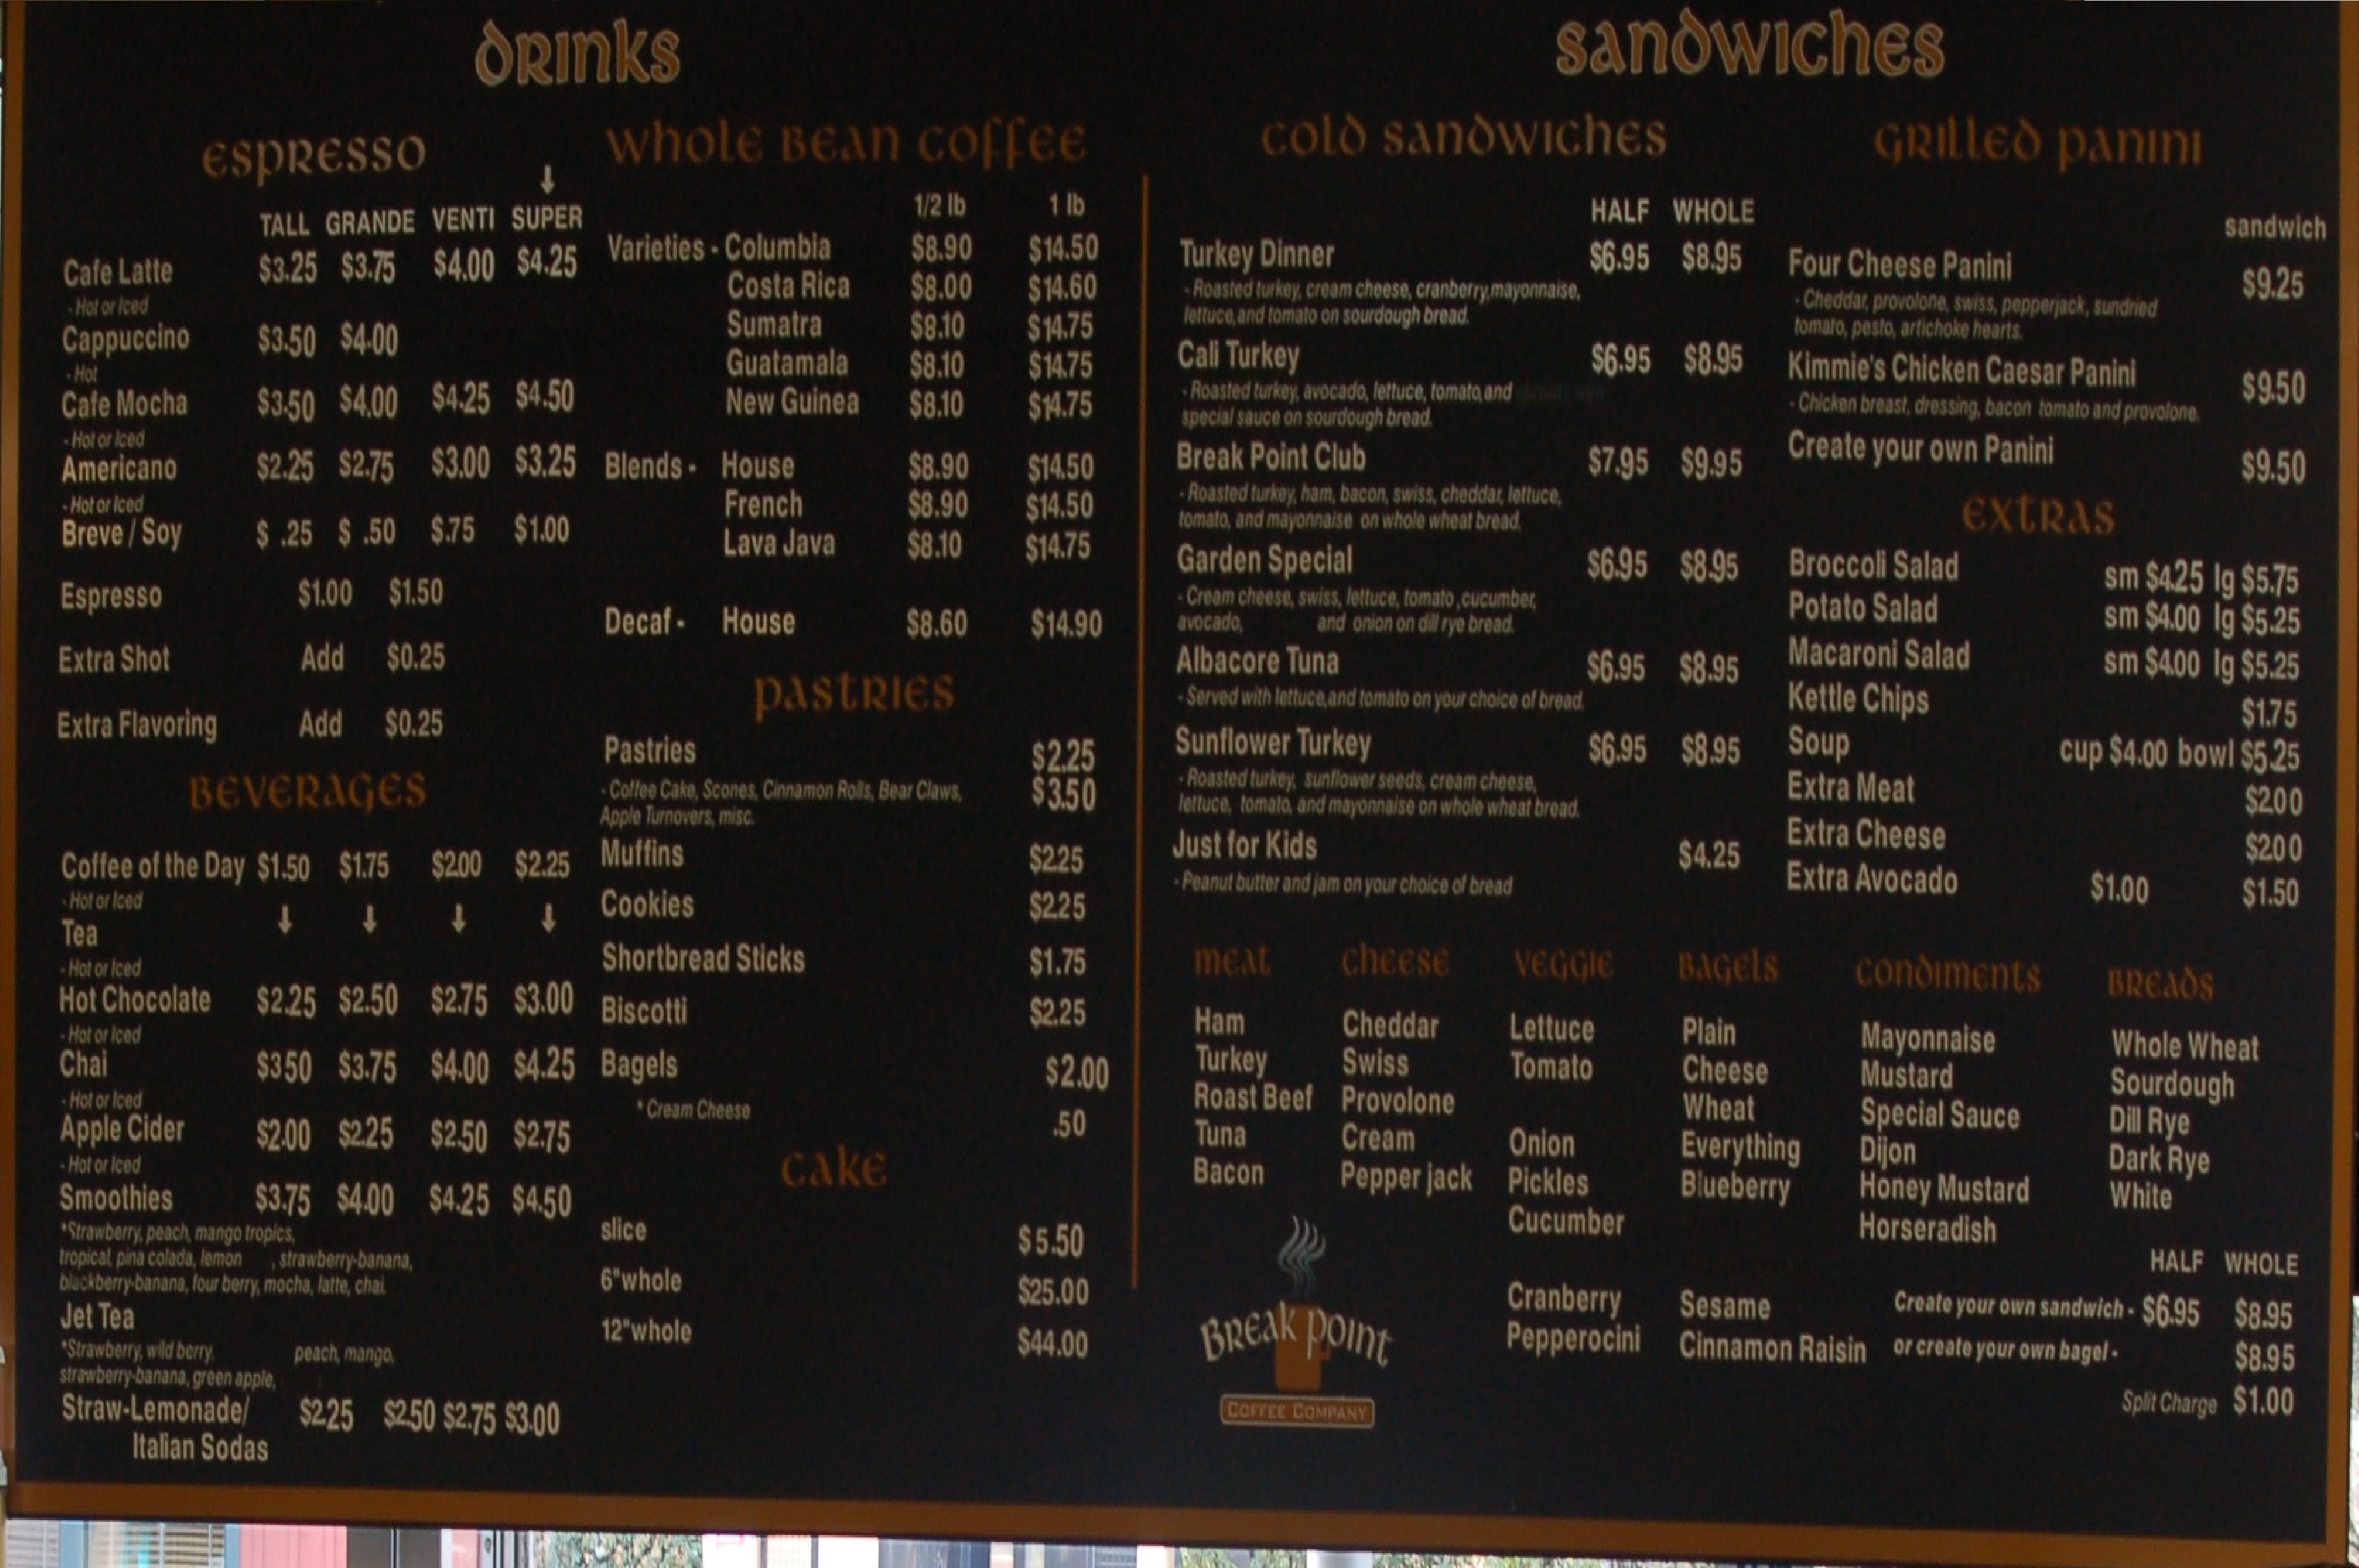 DRINKS
ESPRESSO
TALL GRANDE VENTI SUPER
Cafe Latte $3.25 $3.75 $4.00 $4.25
- Hot or Iced
Cappuccino $3.50 $4.00
- Hot
Cafe Mocha $3.50 $4.00 $4.25 $4.50
- Hot or Iced
Americano $2.25 $2.75 $3.00 $3.25
- Hot or Iced
Breve / Soy $ .25 $ .50 $.75 $1.00
Espresso $1.00 $1.50
Extra Shot Add $0.25
Extra Flavoring Add $0.25
BEVERAGES
Coffee of the Day $1.50 $1.75 $2.00 $2.25
- Hot or Iced
Tea
- Hot or Iced
Hot Chocolate $2.25 $2.50 $2.75 $3.00
- Hot or Iced
Chai $3.50 $3.75 $4.00 $4.25
- Hot or Iced
Apple Cider $2.00 $2.25 $2.50 $2.75
- Hot or Iced
Smoothies $3.75 $4.00 $4.25 $4.50
*Strawberry, peach, mango tropics,
tropical, pina colada, lemon , strawberry-banana,
blackberry-banana, four berry, mocha, latte, chai.
Jet Tea
*Strawberry, wild berry, peach, mango,
strawberry-banana, green apple,
Straw-Lemonade/ $2.25 $2.50 $2.75 $3.00
Italian Sodas
WHOLE BEAN COFFEE
1/2 lb 1 lb
Varieties - Columbia $8.90 $14.50
Costa Rica $8.00 $14.60
Sumatra $8.10 $14.75
Guatamala $8.10 $14.75
New Guinea $8.10 $14.75
Blends - House $8.90 $14.50
French $8.90 $14.50
Lava Java $8.10 $14.75
Decaf - House $8.60 $14.90
PASTRIES
Pastries $2.25
- Coffee Cake, Scones, Cinnamon Rolls, Bear Claws, $3.50
Apple Turnovers, misc.
Muffins $2.25
Cookies $2.25
Shortbread Sticks $1.75
Biscotti $2.25
Bagels $2.00
* Cream Cheese .50
CAKE
slice $5.50
6"whole $25.00
12"whole $44.00
SANDWICHES
COLD SANDWICHES
HALF WHOLE
Turkey Dinner $6.95 $8.95
- Roasted turkey, cream cheese, cranberry,mayonnaise,
lettuce,and tomato on sourdough bread.
Cali Turkey $6.95 $8.95
- Roasted turkey, avocado, lettuce, tomato,and
special sauce on sourdough bread.
Break Point Club $7.95 $9.95
- Roasted turkey, ham, bacon, swiss, cheddar, lettuce,
tomato, and mayonnaise on whole wheat bread.
Garden Special $6.95 $8.95
- Cream cheese, swiss, lettuce, tomato ,cucumber,
avocado, and onion on dill rye bread.
Albacore Tuna $6.95 $8.95
- Served with lettuce,and tomato on your choice of bread.
Sunflower Turkey $6.95 $8.95
- Roasted turkey, sunflower seeds, cream cheese,
lettuce, tomato, and mayonnaise on whole wheat bread.
Just for Kids $4.25
- Peanut butter and jam on your choice of bread
GRILLED PANINI
sandwich
Four Cheese Panini $9.25
- Cheddar, provolone, swiss, pepperjack, sundried
tomato, pesto, artichoke hearts.
Kimmie's Chicken Caesar Panini $9.50
- Chicken breast, dressing, bacon tomato and provolone.
Create your own Panini $9.50
EXTRAS
Broccoli Salad sm $4.25 lg $5.75
Potato Salad sm $4.00 lg $5.25
Macaroni Salad sm $4.00 lg $5.25
Kettle Chips $1.75
Soup cup $4.00 bowl $5.25
Extra Meat $2.00
Extra Cheese $2.00
Extra Avocado $1.00 $1.50
MEAT
Ham
Turkey
Roast Beef
Tuna
Bacon
CHEESE
Cheddar
Swiss
Provolone
Cream
Pepper jack
VEGGIE
Lettuce
Tomato
Onion
Pickles
Cucumber
Cranberry
Pepperocini
BAGELS
Plain
Cheese
Wheat
Everything
Blueberry
Sesame
Cinnamon Raisin
CONDIMENTS
Mayonnaise
Mustard
Special Sauce
Dijon
Honey Mustard
Horseradish
BREADS
Whole Wheat
Sourdough
Dill Rye
Dark Rye
White
HALF WHOLE
Create your own sandwich - $6.95 $8.95
or create your own bagel - $8.95
Split Charge $1.00
BREAK POINT
COFFEE COMPANY